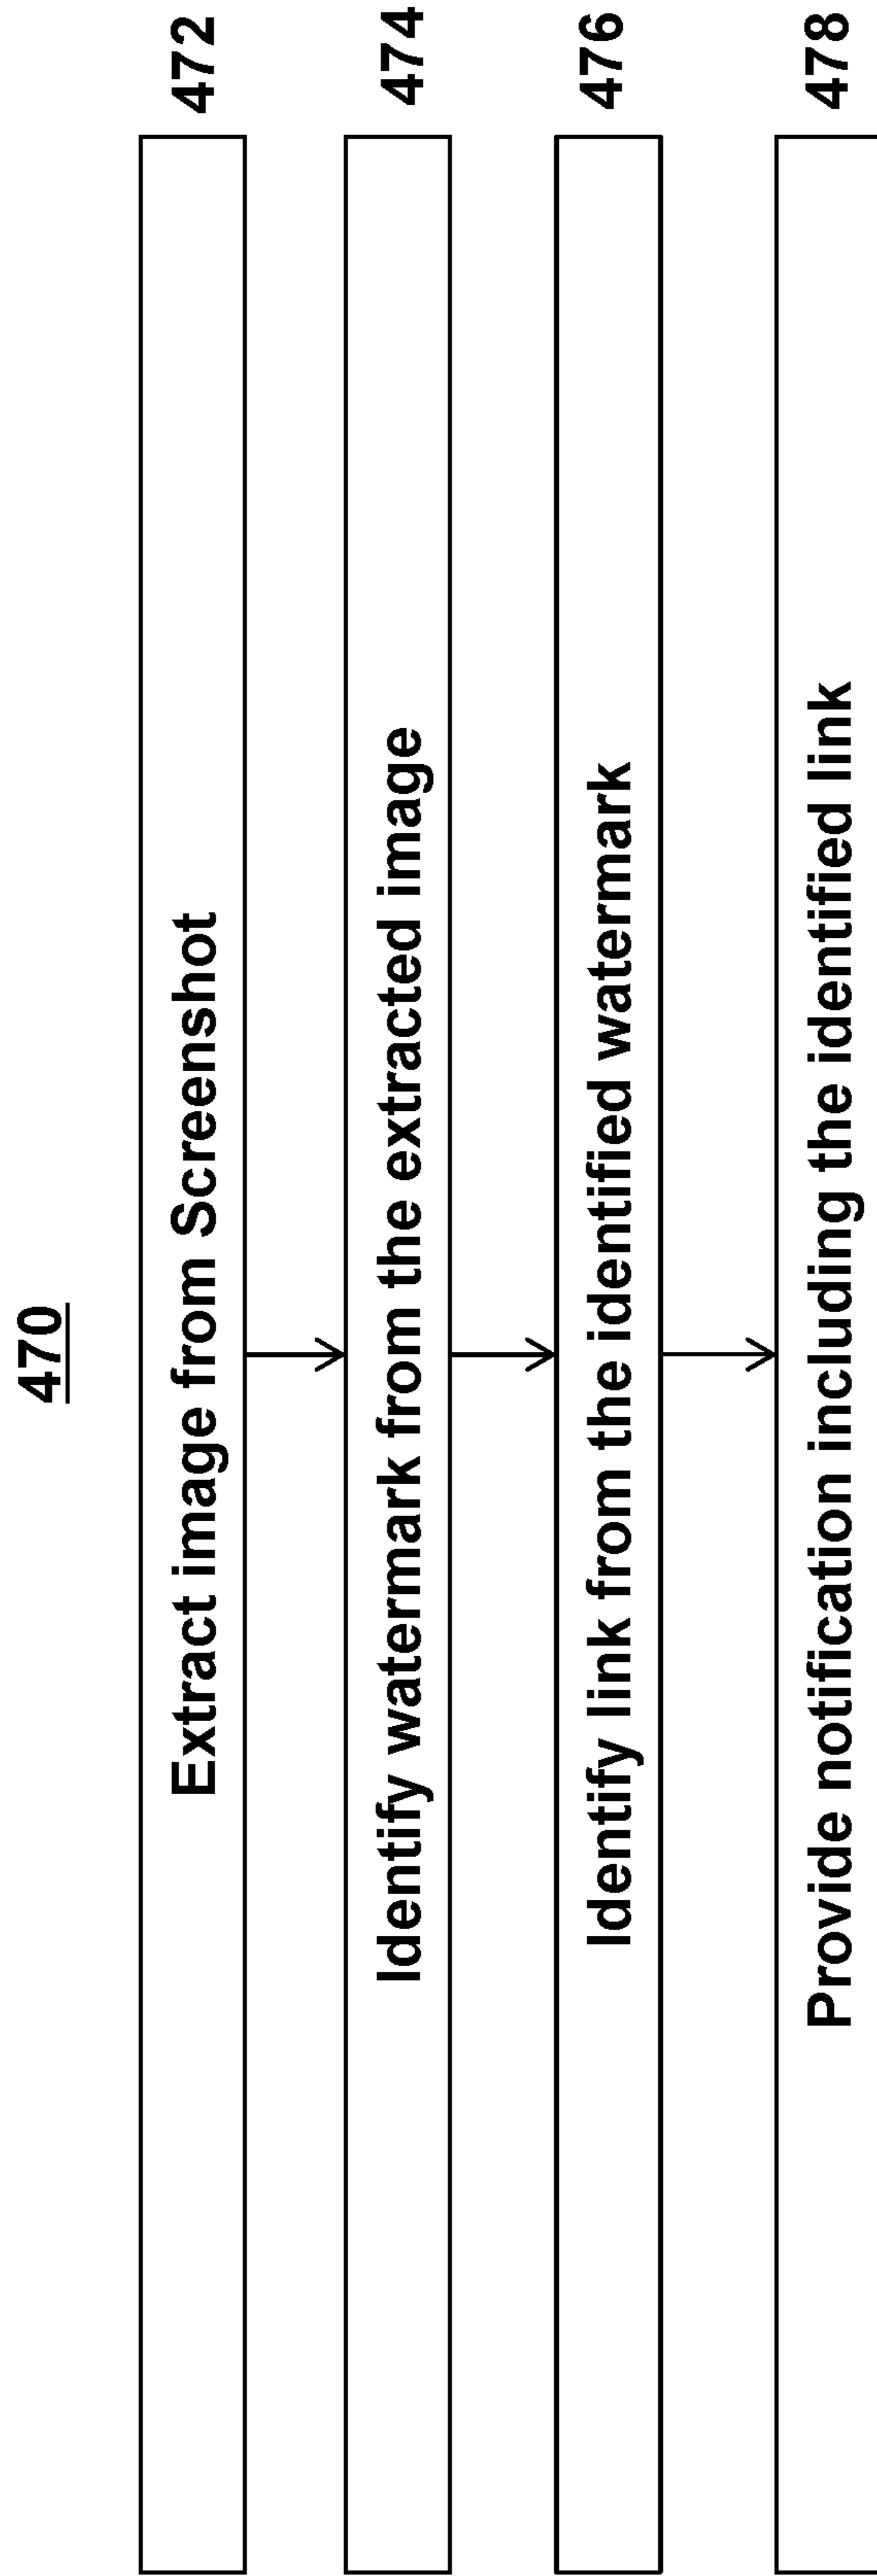 470
Extract image from Screenshot
472
Identify watermark from the extracted image
474
Identify link from the identified watermark
476
Provide notification including the identified link
478